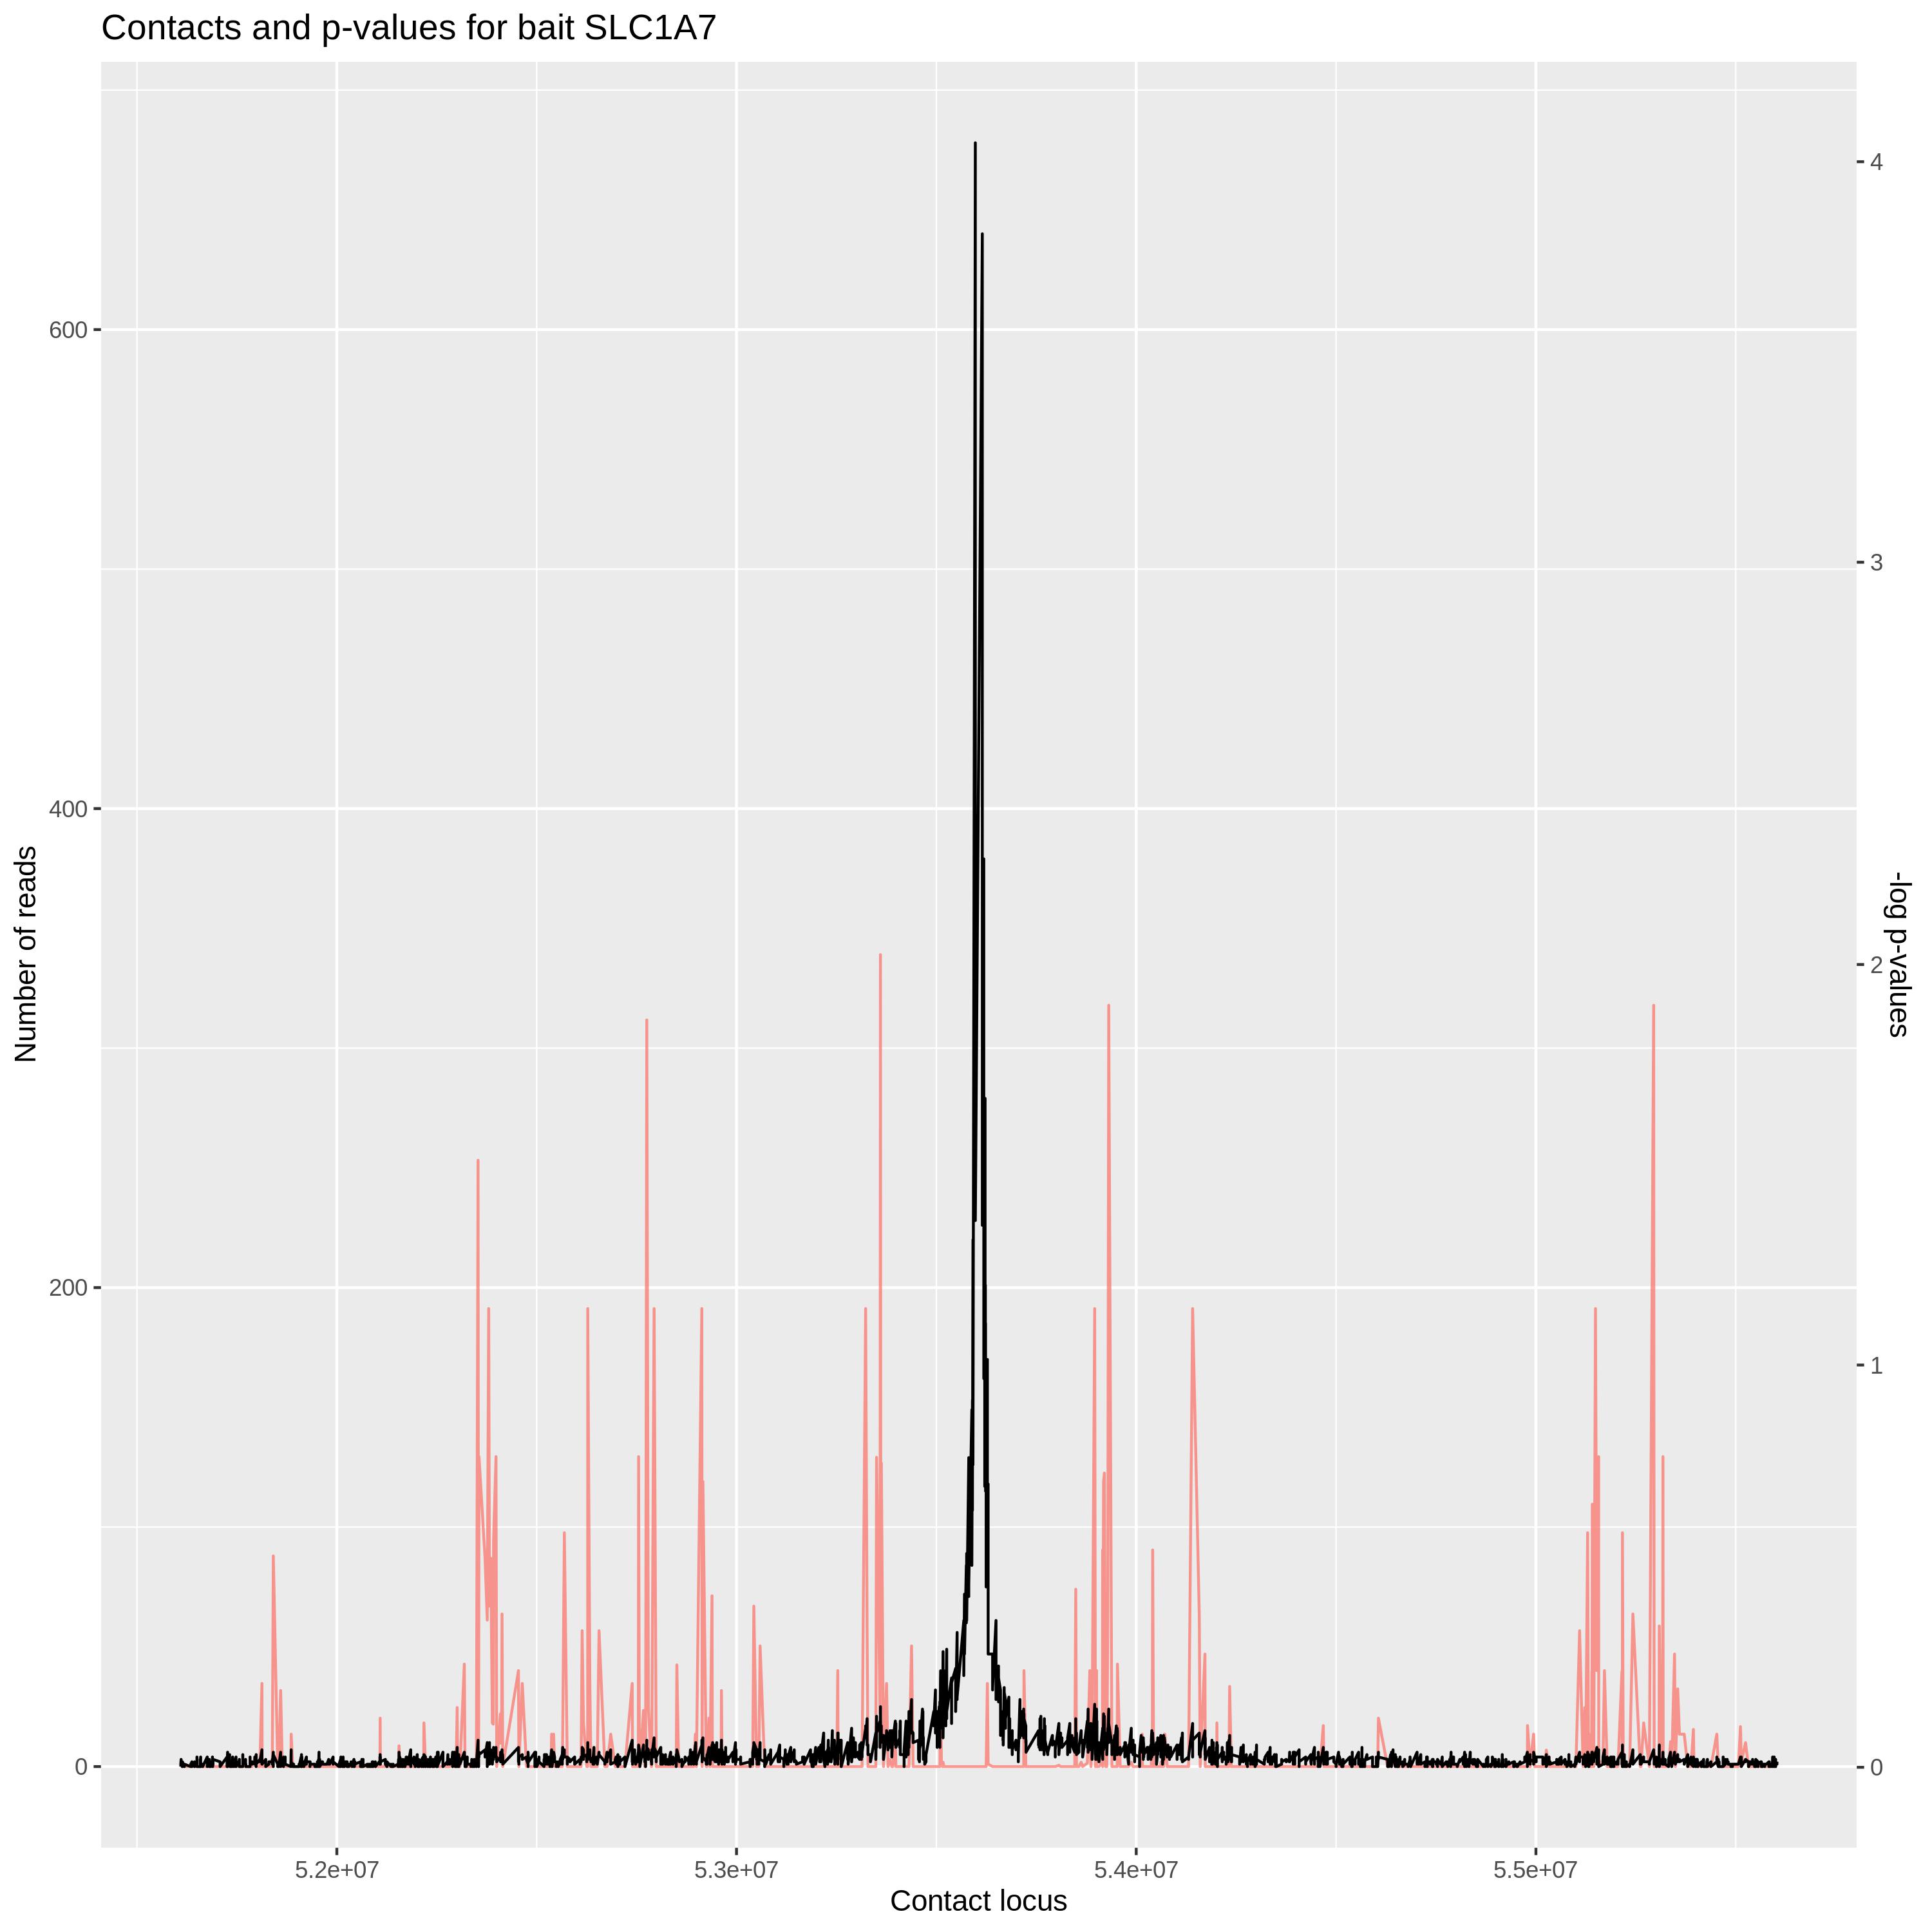 Contacts and p-values for bait SLC1A7
Number of reads
600
400
200
0
4
3
2
1
0
-log p-values
5.2e+07
5.3e+07
5.4e+07
5.5e+07
Contact locus